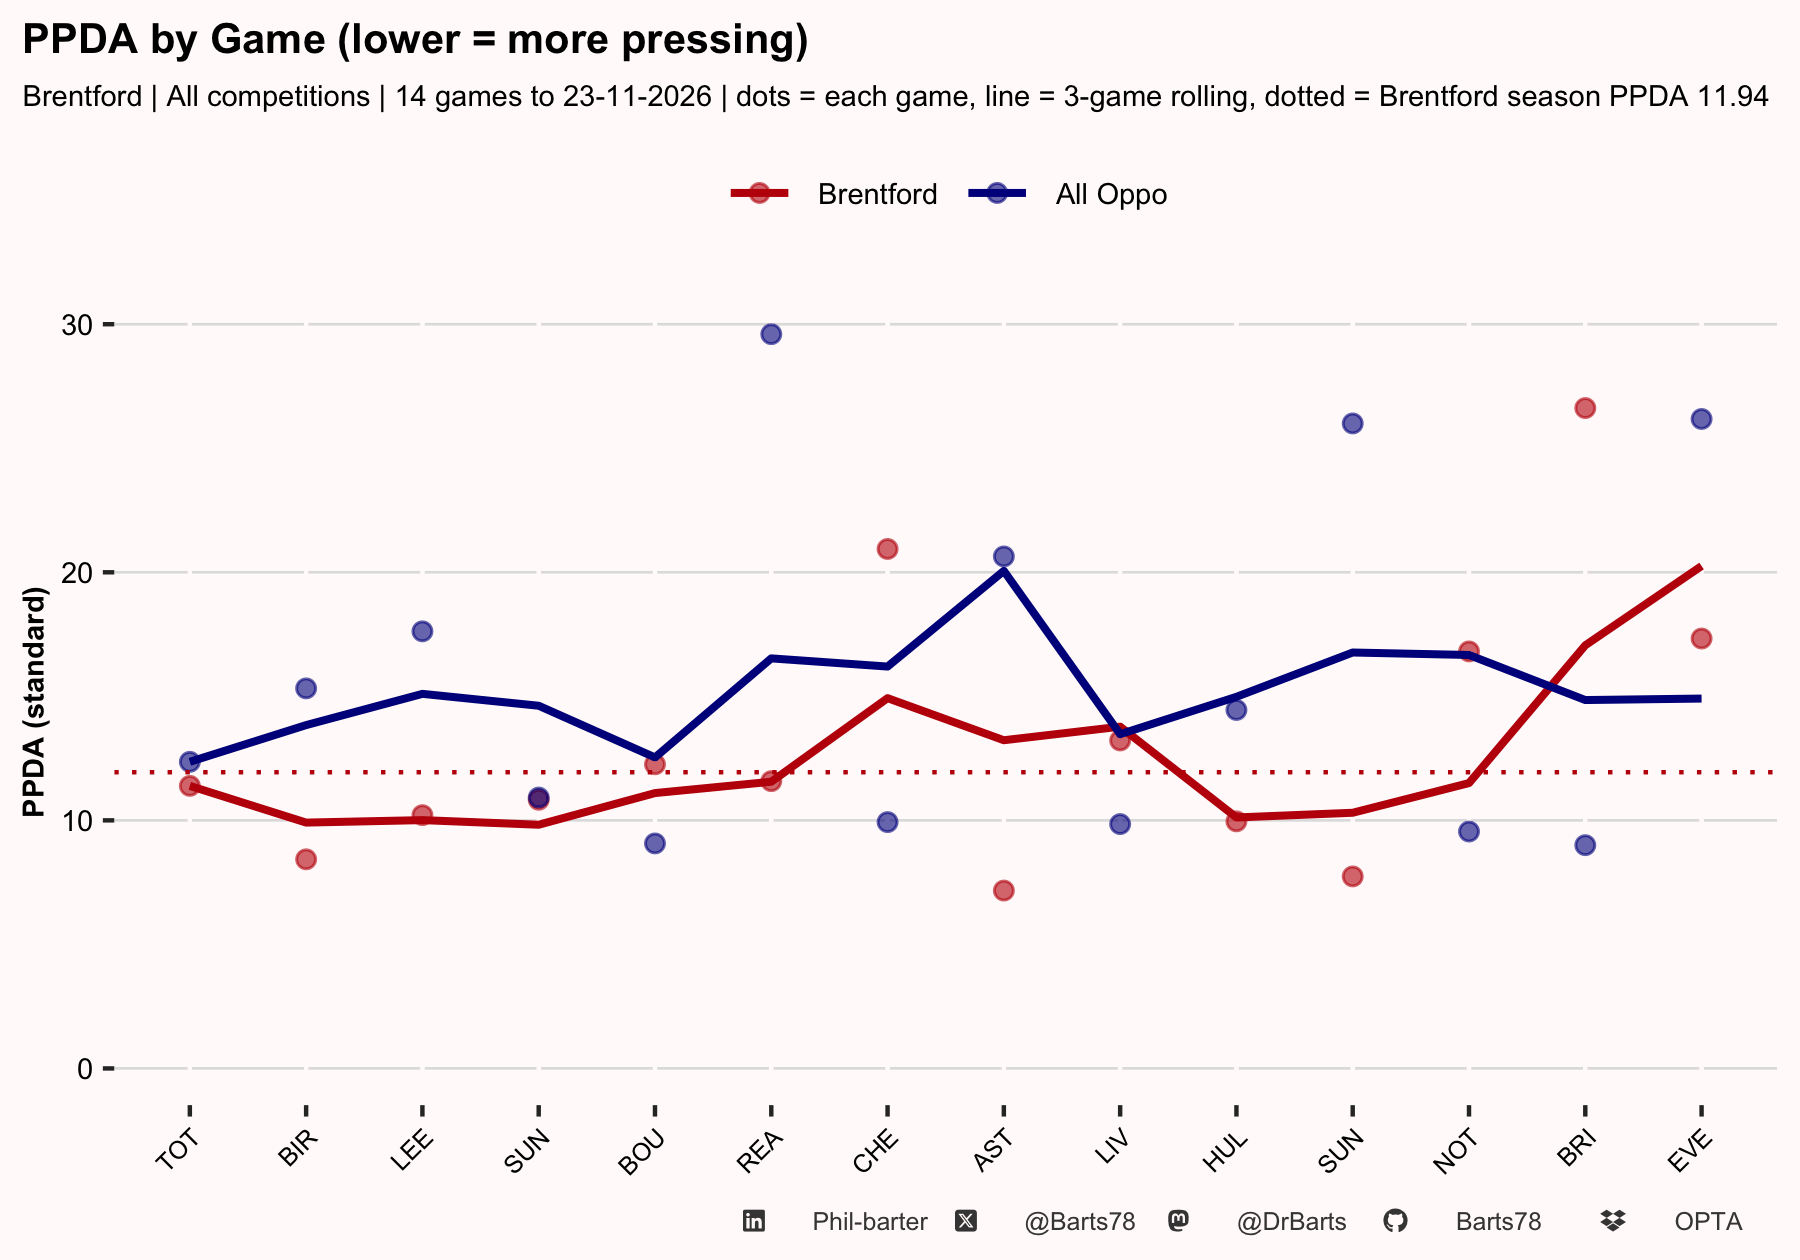 PPDA by Game (lower = more pressing)
Brentford | All competitions | 14 games to 23-11-2026 | dots = each game, line = 3-game rolling, dotted = Brentford season PPDA 11.94
Brentford All Oppo
PPDA (standard)
30
20
10
0
TOT BIR LEE SUN BOU REA CHE AST LIV HUL SUN NOT BRI EVE
Phil-barter @Barts78 @DrBarts Barts78 OPTA